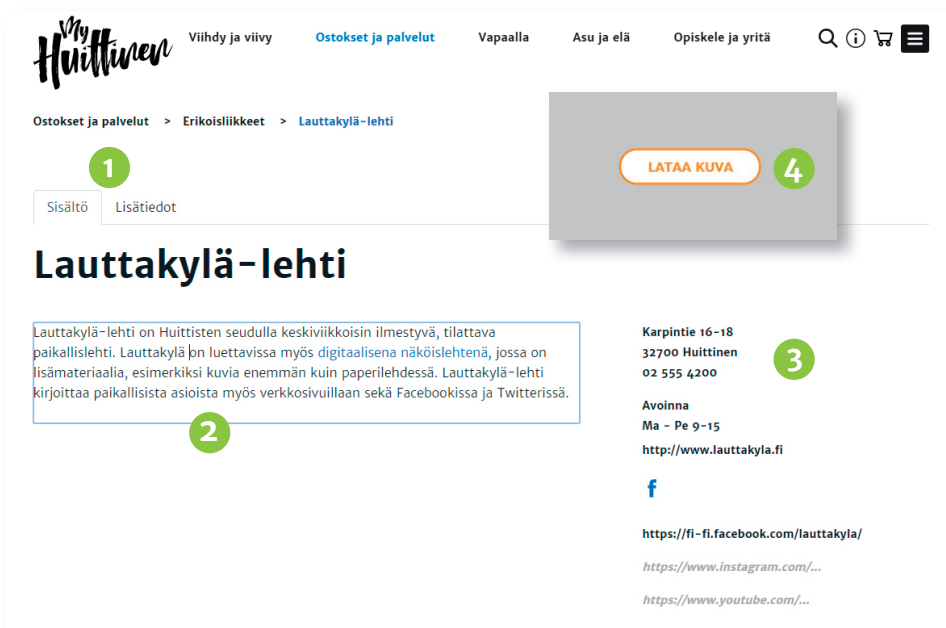 My Huittinen
Viihdy ja viivy Ostokset ja palvelut Vapaalla Asu ja elä Opiskele ja yritä
Ostokset ja palvelut > Erikoisliikkeet > Lauttakylä-lehti
1
LATAA KUVA 4
Sisältö Lisätiedot
Lauttakylä-lehti
Lauttakylä-lehti on Huittisten seudulla keskiviikkoisin ilmestyvä, tilattava
paikallislehti. Lauttakylä on luettavissa myös digitaalisena näköislehtenä, jossa on
lisämateriaalia, esimerkiksi kuvia enemmän kuin paperilehdessä. Lauttakylä-lehti
kirjoittaa paikallisista asioista myös verkkosivuillaan sekä Facebookissa ja Twitterissä.
2
Karpintie 16-18
32700 Huittinen
02 555 4200
3
Avoinna
Ma - Pe 9-15
http://www.lauttakyla.fi
f
https://fi-fi.facebook.com/lauttakyla/
https://www.instagram.com/...
https://www.youtube.com/...